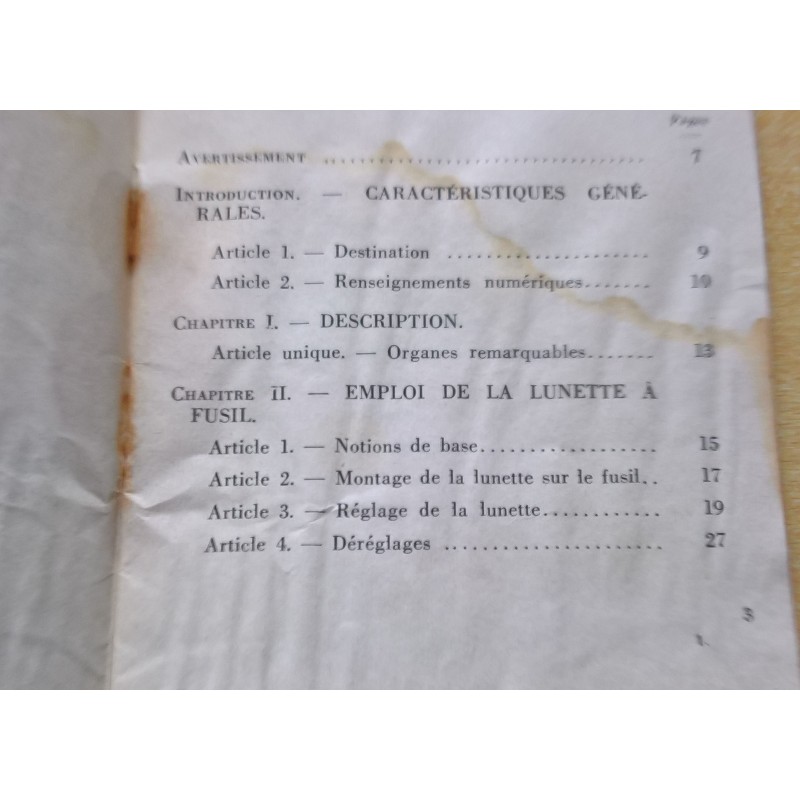 Pages
AVERTISSEMENT ........................................ 7
INTRODUCTION. — CARACTÉRISTIQUES GÉNÉ-
RALES.
Article 1. — Destination ...................... 9
Article 2. — Renseignements numériques....... 10
CHAPITRE I. — DESCRIPTION.
Article unique. — Organes remarquables....... 13
CHAPITRE II. — EMPLOI DE LA LUNETTE À
FUSIL.
Article 1. — Notions de base................... 15
Article 2. — Montage de la lunette sur le fusil.. 17
Article 3. — Réglage de la lunette............ 19
Article 4. — Déréglages ....................... 27
3
1.